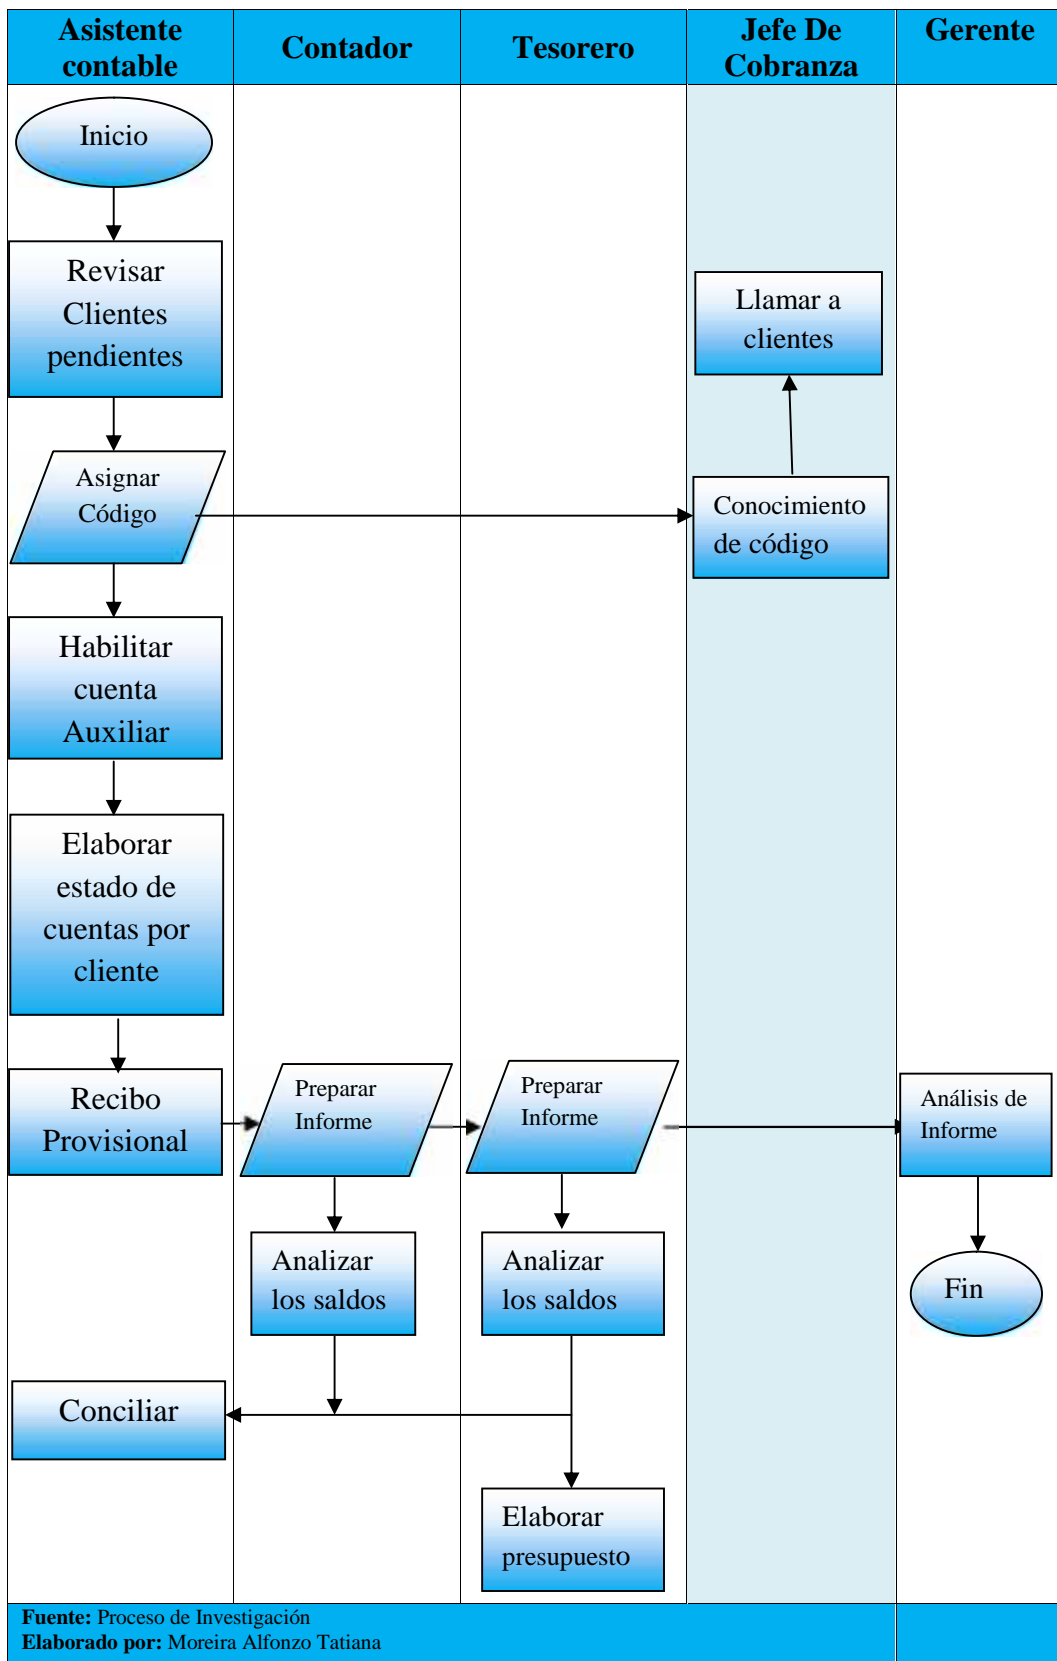 Asistente
contable
Contador
Tesorero
Jefe De
Cobranza
Gerente
Inicio
Revisar
Clientes
pendientes
Llamar a
clientes
Asignar
Código
Conocimiento
de código
Habilitar
cuenta
Auxiliar
Elaborar
estado de
cuentas por
cliente
Recibo
Provisional
Preparar
Informe
Preparar
Informe
Análisis de
Informe
Analizar
los saldos
Analizar
los saldos
Fin
Conciliar
Elaborar
presupuesto
Fuente: Proceso de Investigación
Elaborado por: Moreira Alfonzo Tatiana